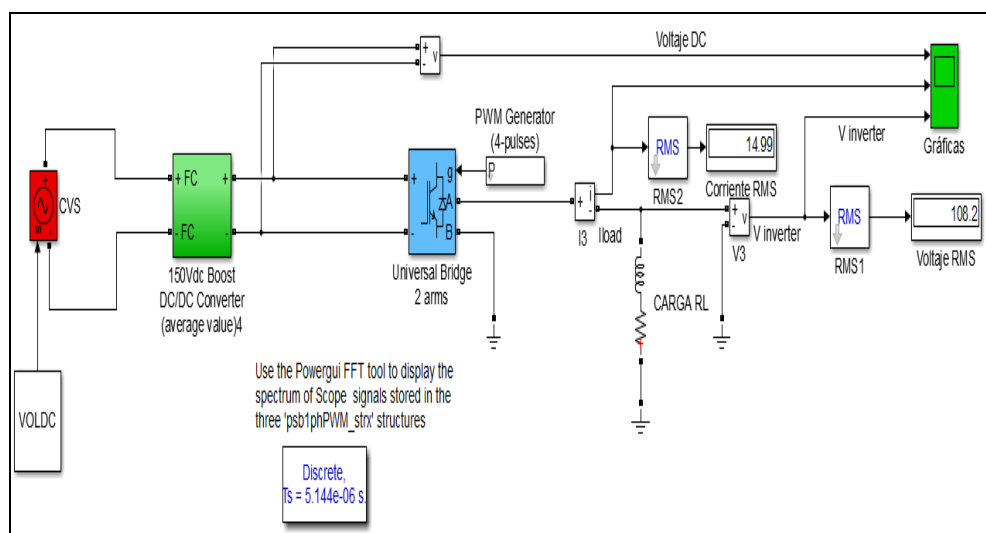 Voltaje DC
+
-
v
PWM Generator
(4-pulses)
P
V inverter
Gráficas
RMS
14.99
RMS2
Corriente RMS
CVS
+
s
-
+ FC
+
- FC
-
150Vdc Boost
DC/DC Converter
(average value)4
+
g
A
-
B
Universal Bridge
2 arms
+
i
-
I3
Iload
+
-
v
V3
V inverter
RMS
RMS1
108.2
Voltaje RMS
CARGA RL
VOLDC
Use the Powergui FFT tool to display the
spectrum of Scope signals stored in the
three 'psb1phPWM_strx' structures
Discrete,
Ts = 5.144e-06 s.